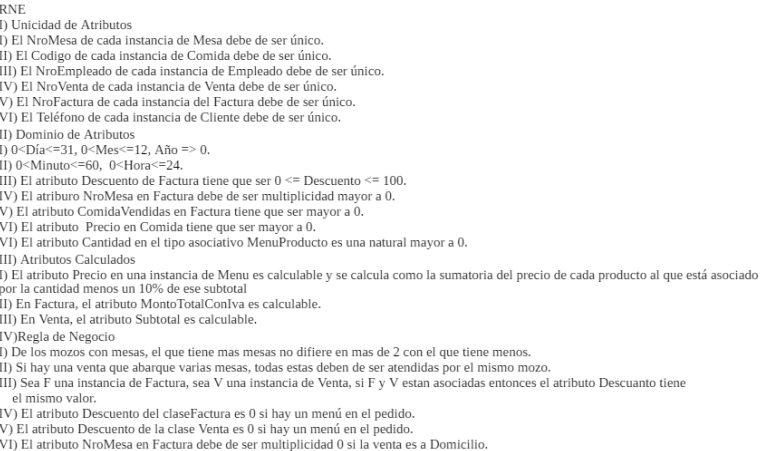 RNE
I) Unicidad de Atributos
I) El NroMesa de cada instancia de Mesa debe de ser único.
II) El Codigo de cada instancia de Comida debe de ser único.
III) El NroEmpleado de cada instancia de Empleado debe de ser único.
IV) El NroVenta de cada instancia de Venta debe de ser único.
V) El NroFactura de cada instancia del Factura debe de ser único.
VI) El Teléfono de cada instancia de Cliente debe de ser único.
II) Dominio de Atributos
I) 0<Día<=31, 0<Mes<=12, Año => 0.
II) 0<Minuto<=60,  0<Hora<=24.
III) El atributo Descuento de Factura tiene que ser 0 <= Descuento <= 100.
IV) El atriburo NroMesa en Factura debe de ser multiplicidad mayor a 0.
V) El atributo ComidaVendidas en Factura tiene que ser mayor a 0.
VI) El atributo  Precio en Comida tiene que ser mayor a 0.
VI) El atributo Cantidad en el tipo asociativo MenuProducto es una natural mayor a 0.
III) Atributos Calculados
I) El atributo Precio en una instancia de Menu es calculable y se calcula como la sumatoria del precio de cada producto al que está asociado
por la cantidad menos un 10% de ese subtotal
II) En Factura, el atributo MontoTotalConIva es calculable.
III) En Venta, el atributo Subtotal es calculable.
IV)Regla de Negocio
I) De los mozos con mesas, el que tiene mas mesas no difiere en mas de 2 con el que tiene menos.
II) Si hay una venta que abarque varias mesas, todas estas deben de ser atendidas por el mismo mozo.
III) Sea F una instancia de Factura, sea V una instancia de Venta, si F y V estan asociadas entonces el atributo Descuanto tiene
el mismo valor.
IV) El atributo Descuento del claseFactura es 0 si hay un menú en el pedido.
V) El atributo Descuento de la clase Venta es 0 si hay un menú en el pedido.
VI) El atributo NroMesa en Factura debe de ser multiplicidad 0 si la venta es a Domicilio.